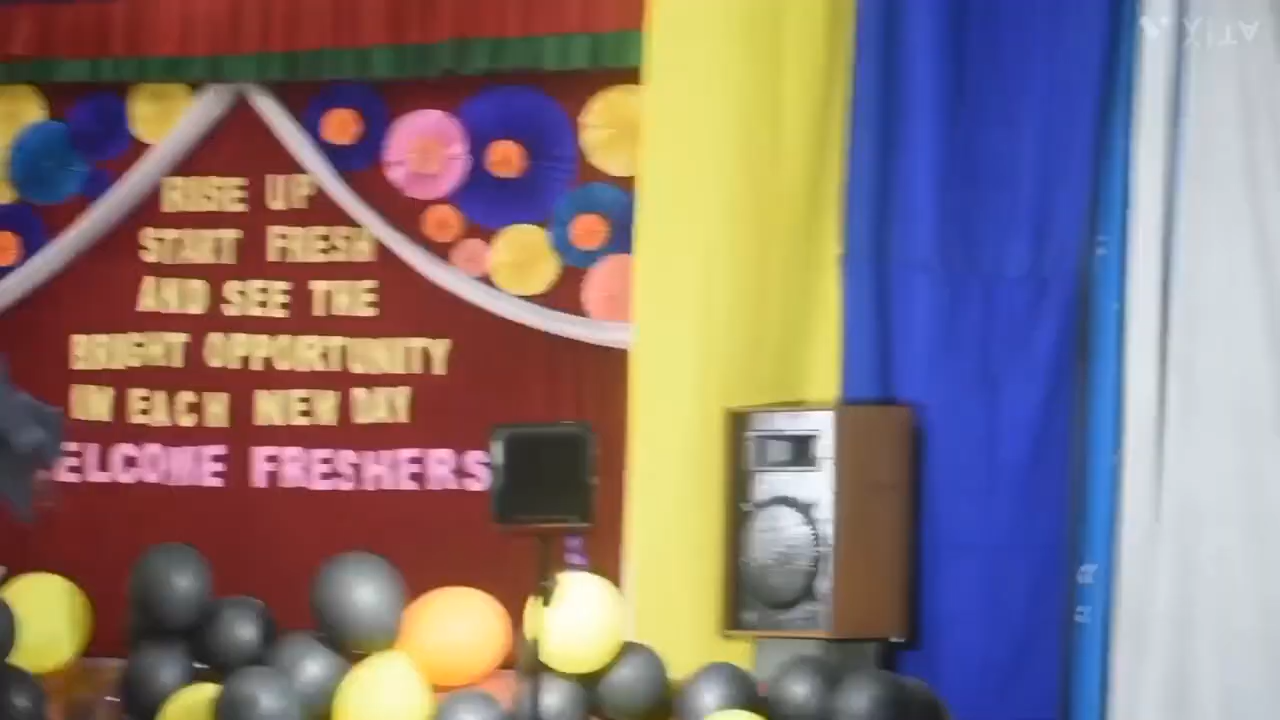 RISE UP
START FRESH
AND SEE THE
BRIGHT OPPORTUNITY
IN EACH NEW DAY
ELCOME FRESHERS